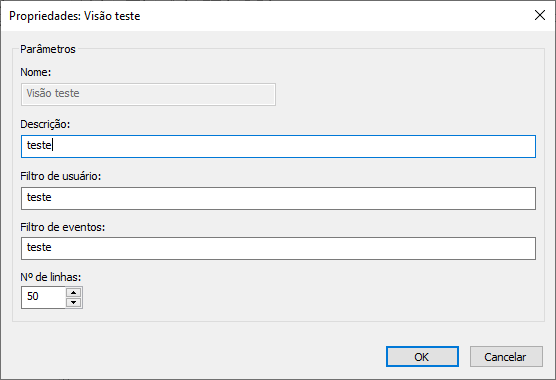 Propriedades: Visão teste
Parâmetros
Nome:
Visão teste
Descrição:
teste
Filtro de usuário:
teste
Filtro de eventos:
teste
Nº de linhas:
50
OK
Cancelar